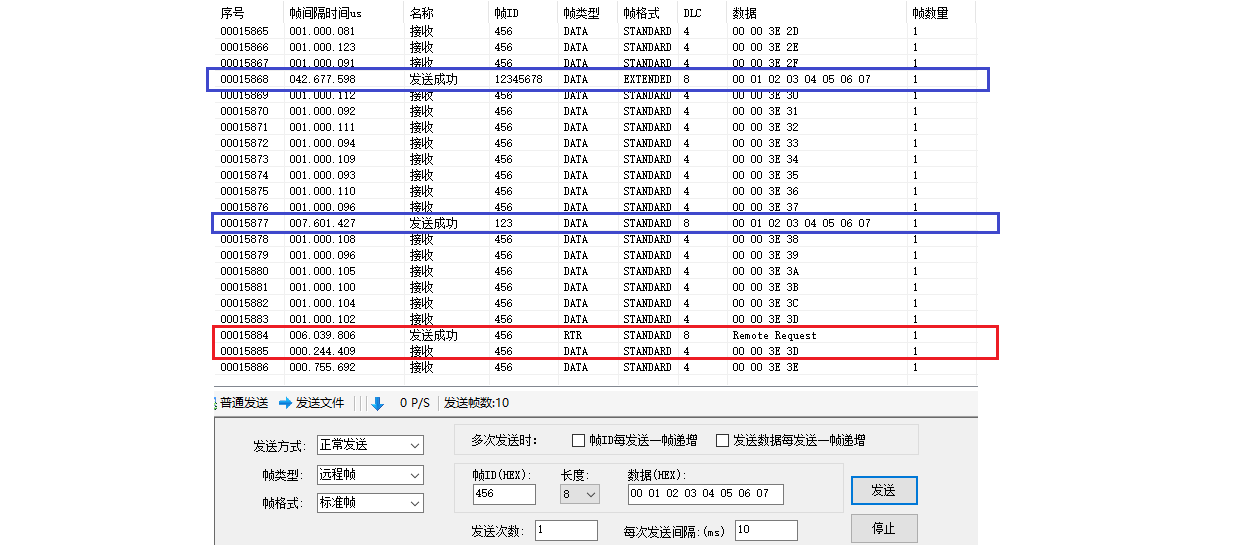 序号 帧间隔时间us 名称 帧ID 帧类型 帧格式 DLC 数据 帧数量
00015865 001.000.081 接收 456 DATA STANDARD 4 00 00 3E 2D 1
00015866 001.000.123 接收 456 DATA STANDARD 4 00 00 3E 2E 1
00015867 001.000.091 接收 456 DATA STANDARD 4 00 00 3E 2F 1
00015868 042.677.598 发送成功 12345678 DATA EXTENDED 8 00 01 02 03 04 05 06 07 1
00015869 001.000.112 接收 456 DATA STANDARD 4 00 00 3E 30 1
00015870 001.000.092 接收 456 DATA STANDARD 4 00 00 3E 31 1
00015871 001.000.111 接收 456 DATA STANDARD 4 00 00 3E 32 1
00015872 001.000.094 接收 456 DATA STANDARD 4 00 00 3E 33 1
00015873 001.000.109 接收 456 DATA STANDARD 4 00 00 3E 34 1
00015874 001.000.093 接收 456 DATA STANDARD 4 00 00 3E 35 1
00015875 001.000.110 接收 456 DATA STANDARD 4 00 00 3E 36 1
00015876 001.000.096 接收 456 DATA STANDARD 4 00 00 3E 37 1
00015877 007.601.427 发送成功 123 DATA STANDARD 8 00 01 02 03 04 05 06 07 1
00015878 001.000.108 接收 456 DATA STANDARD 4 00 00 3E 38 1
00015879 001.000.096 接收 456 DATA STANDARD 4 00 00 3E 39 1
00015880 001.000.105 接收 456 DATA STANDARD 4 00 00 3E 3A 1
00015881 001.000.100 接收 456 DATA STANDARD 4 00 00 3E 3B 1
00015882 001.000.104 接收 456 DATA STANDARD 4 00 00 3E 3C 1
00015883 001.000.102 接收 456 DATA STANDARD 4 00 00 3E 3D 1
00015884 006.039.806 发送成功 456 RTR STANDARD 8 Remote Request 1
00015885 000.244.409 接收 456 DATA STANDARD 4 00 00 3E 3D 1
00015886 000.755.692 接收 456 DATA STANDARD 4 00 00 3E 3E 1
普通发送 发送文件 0 P/S 发送帧数:10
发送方式: 正常发送 多次发送时: 帧ID每发送一帧递增 发送数据每发送一帧递增
帧类型: 远程帧 帧ID(HEX): 长度: 数据(HEX):
456 8 00 01 02 03 04 05 06 07 发送
帧格式: 标准帧
发送次数: 1 每次发送间隔:(ms) 10 停止